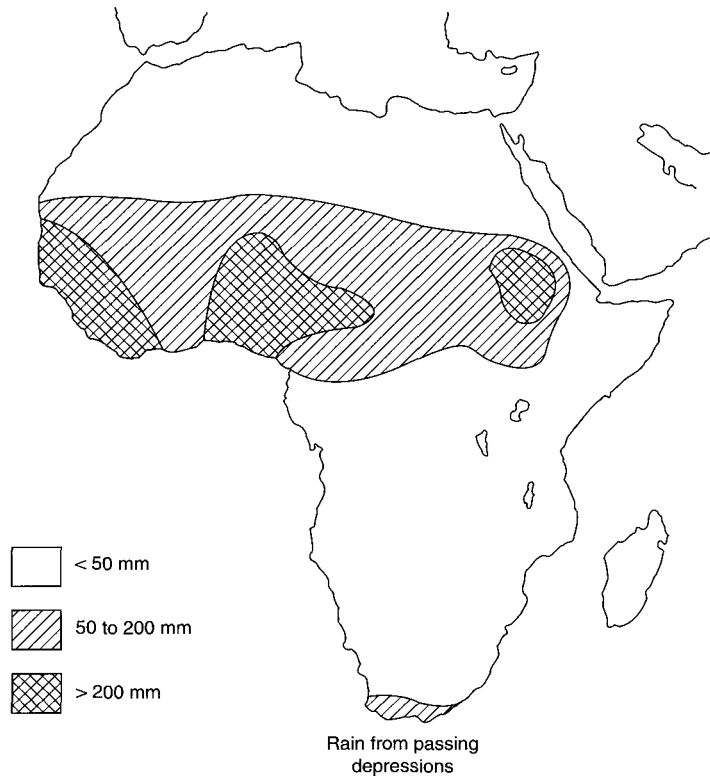 < 50 mm
50 to 200 mm
> 200 mm
Rain from passing
depressions